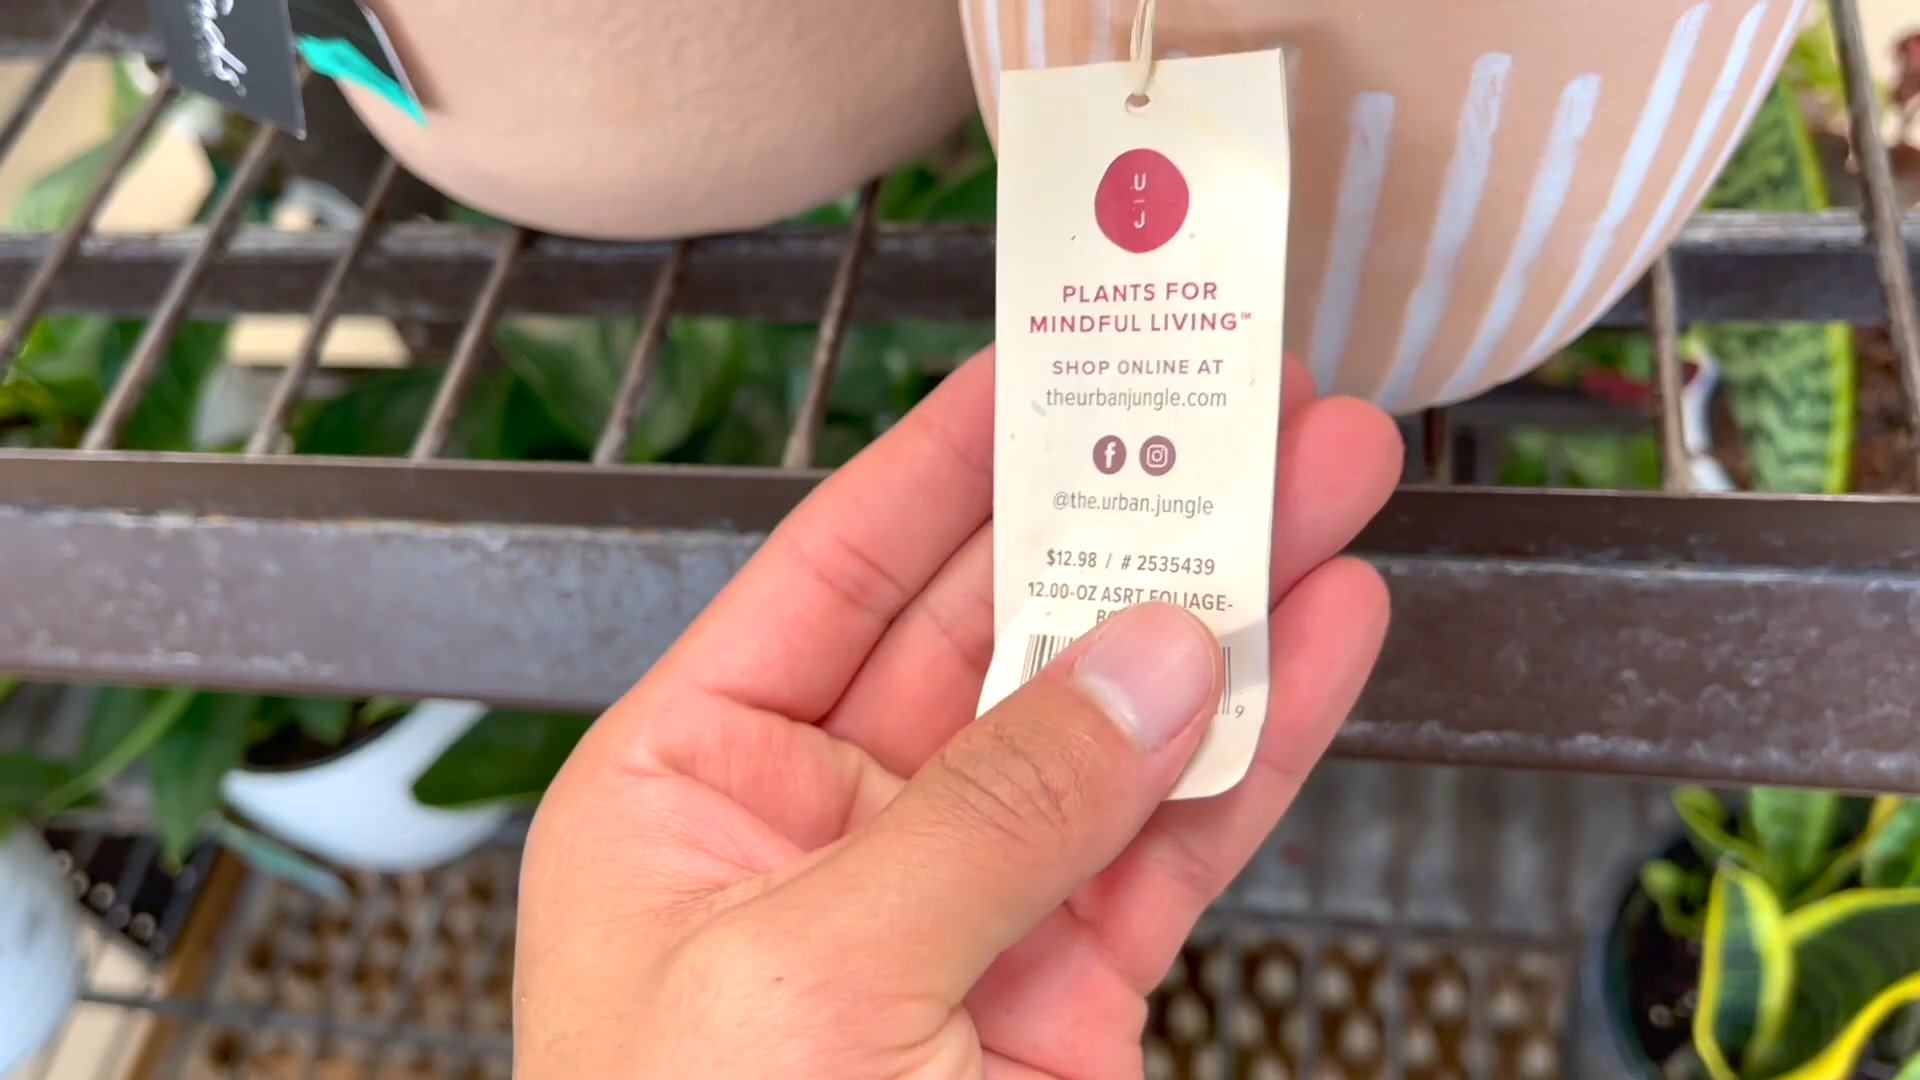 U
J
PLANTS FOR
MINDFUL LIVING™
SHOP ONLINE AT
theurbanjungle.com
@the.urban.jungle
$12.98 / # 2535439
12.00-OZ ASRT FOLIAGE-
9